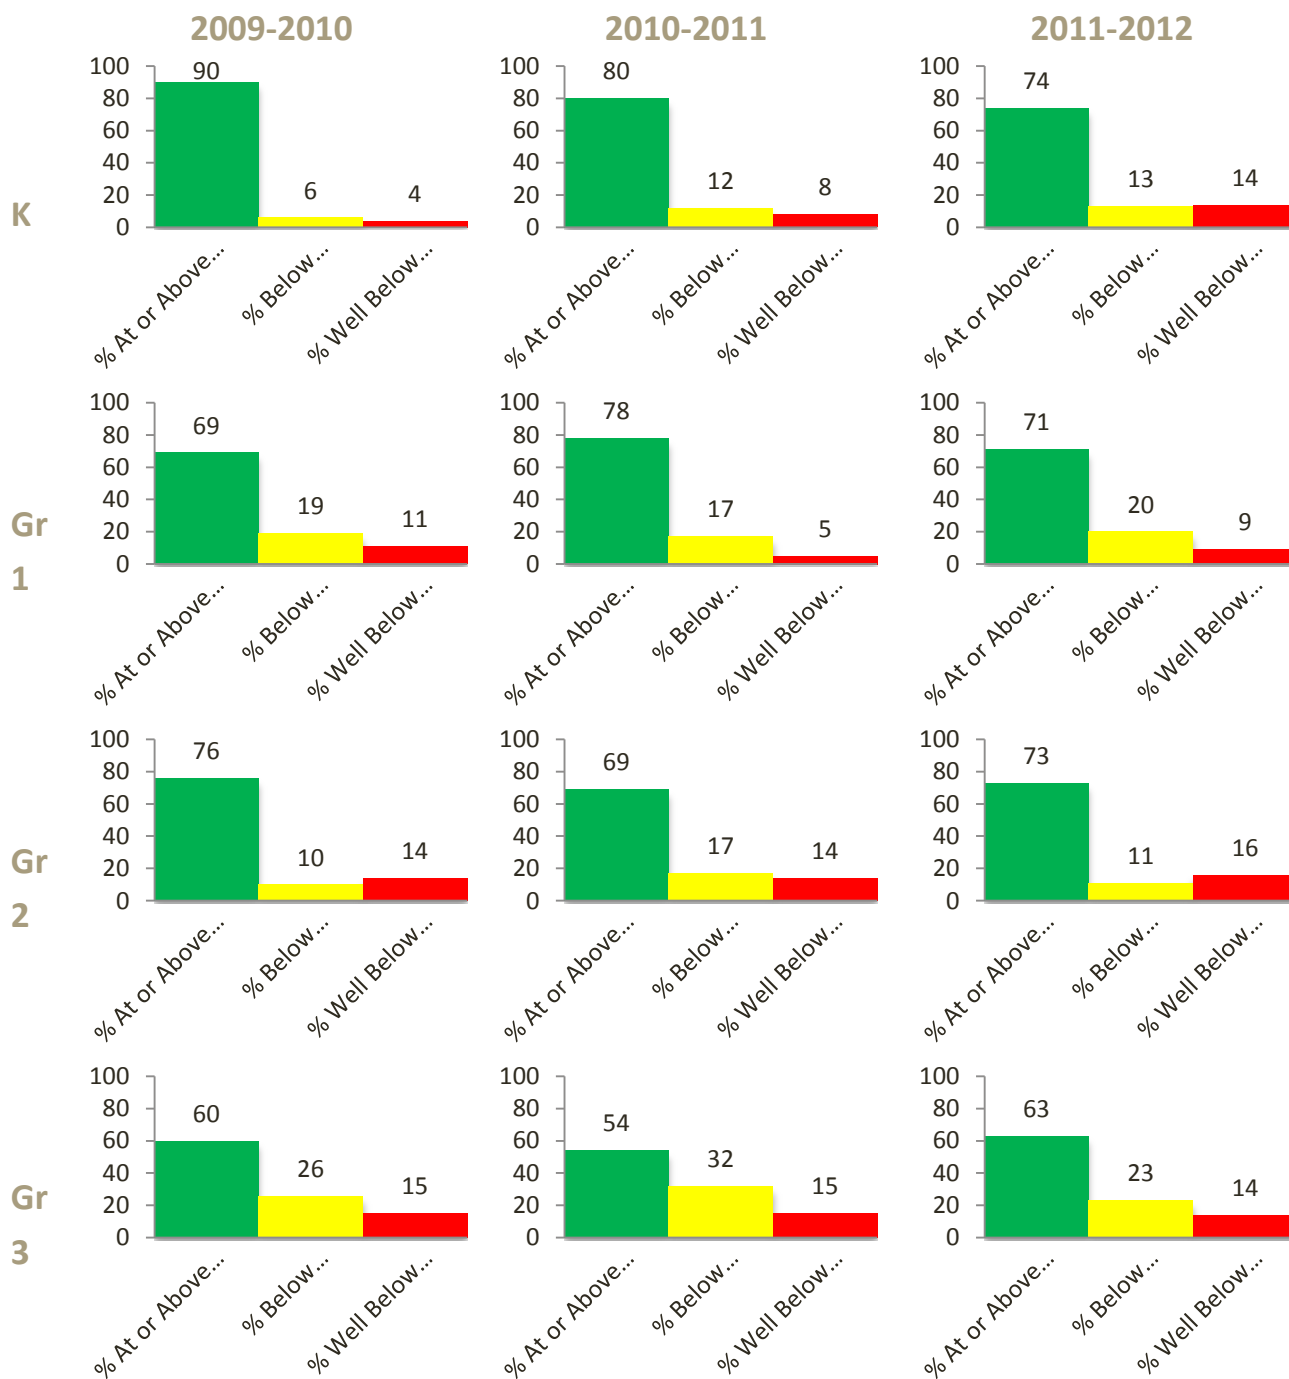 2009-2010 2010-2011 2011-2012
K
100
80
60
40
20
0
90
6
4
% At or Above...
% Below...
% Well Below...
100
80
60
40
20
0
80
12
8
% At or Above...
% Below...
% Well Below...
100
80
60
40
20
0
74
13
14
% At or Above...
% Below...
% Well Below...
Gr
1
100
80
60
40
20
0
69
19
11
% At or Above...
% Below...
% Well Below...
100
80
60
40
20
0
78
17
5
% At or Above...
% Below...
% Well Below...
100
80
60
40
20
0
71
20
9
% At or Above...
% Below...
% Well Below...
Gr
2
100
80
60
40
20
0
76
10
14
% At or Above...
% Below...
% Well Below...
100
80
60
40
20
0
69
17
14
% At or Above...
% Below...
% Well Below...
100
80
60
40
20
0
73
11
16
% At or Above...
% Below...
% Well Below...
Gr
3
100
80
60
40
20
0
60
26
15
% At or Above...
% Below...
% Well Below...
100
80
60
40
20
0
54
32
15
% At or Above...
% Below...
% Well Below...
100
80
60
40
20
0
63
23
14
% At or Above...
% Below...
% Well Below...